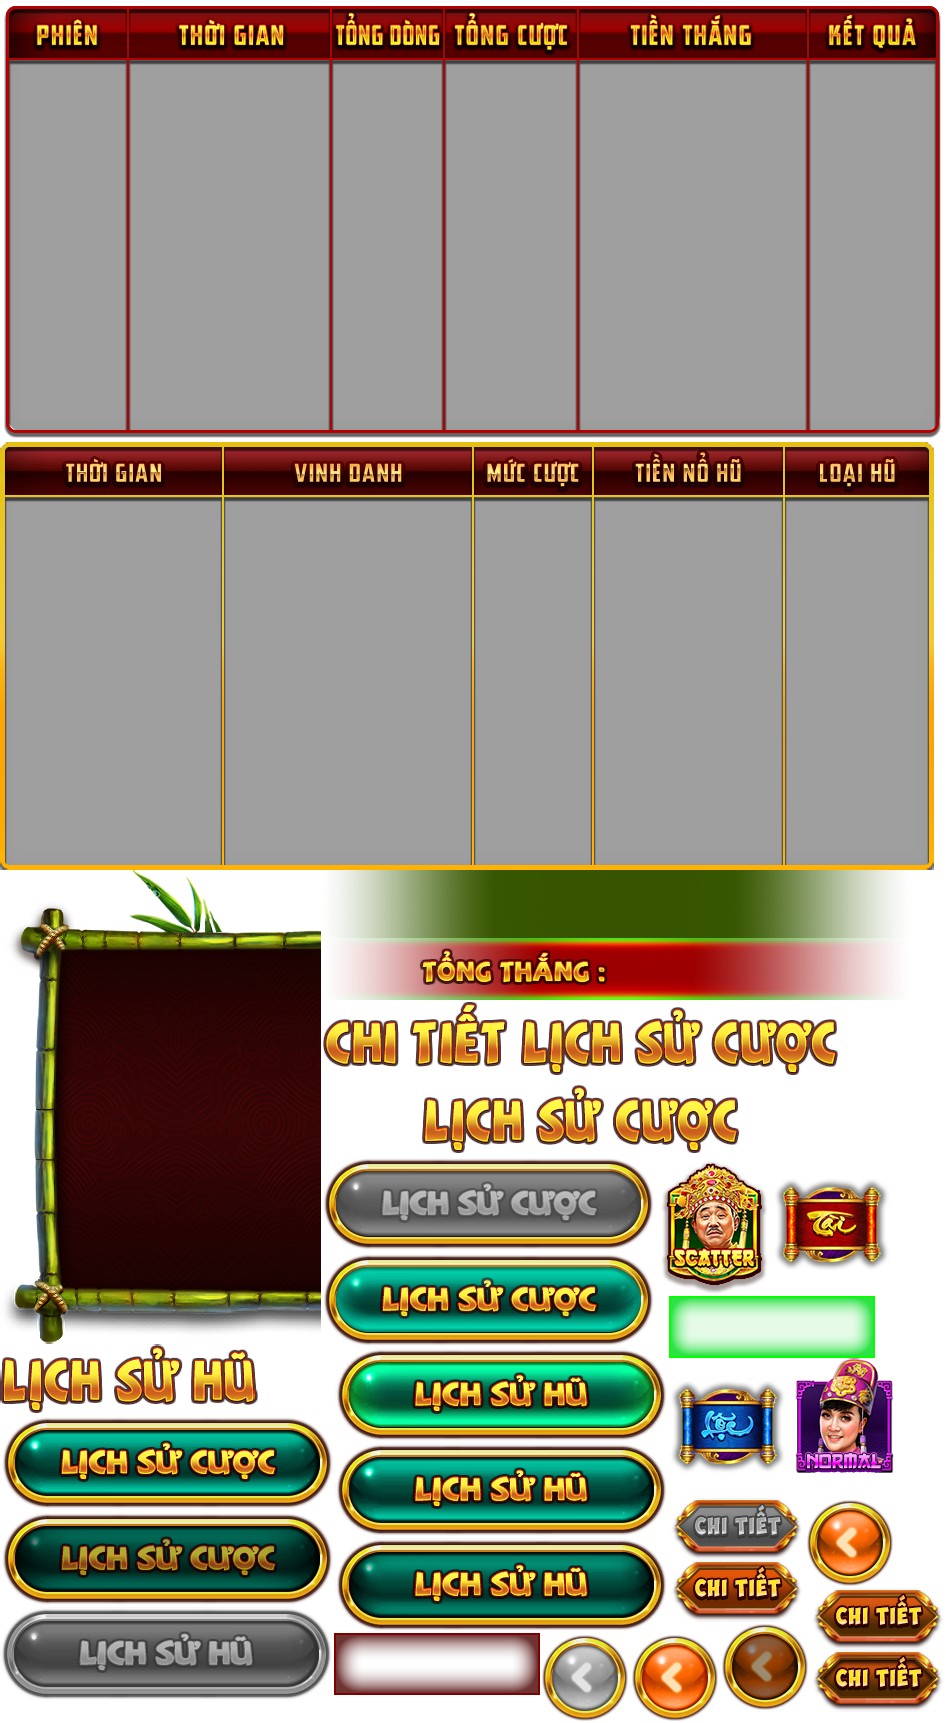 PHIÊN THỜI GIAN TỔNG DÒNG TỔNG CƯỢC TIỀN THẮNG KẾT QUẢ
THỜI GIAN VINH DANH MỨC CƯỢC TIỀN NỔ HŨ LOẠI HŨ
TỔNG THẮNG :
CHI TIẾT LỊCH SỬ CƯỢC
LỊCH SỬ CƯỢC
LỊCH SỬ CƯỢC
SCATTER
Tài
LỊCH SỬ CƯỢC
LỊCH SỬ HŨ
LỊCH SỬ HŨ
Lộc
NORMAL
LỊCH SỬ CƯỢC
LỊCH SỬ HŨ
CHI TIẾT
LỊCH SỬ CƯỢC
LỊCH SỬ HŨ
CHI TIẾT
CHI TIẾT
LỊCH SỬ HŨ
CHI TIẾT